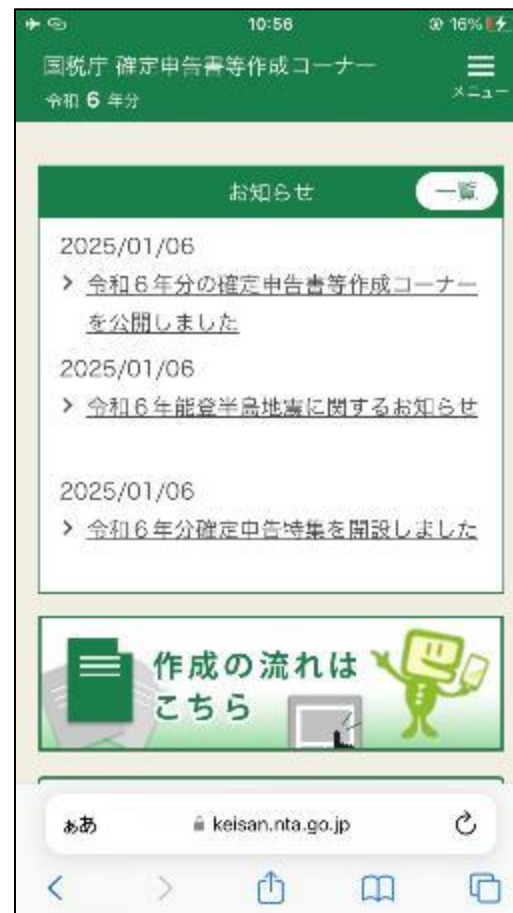 10:56
16%
国税庁 確定申告書等作成コーナー
令和 6 年分
メニュー
お知らせ
一覧
2025/01/06
令和6年分の確定申告書等作成コーナー
を公開しました
2025/01/06
令和6年能登半島地震に関するお知らせ
2025/01/06
令和6年分確定申告特集を開設しました
作成の流れは
こちら
ぁあ
keisan.nta.go.jp